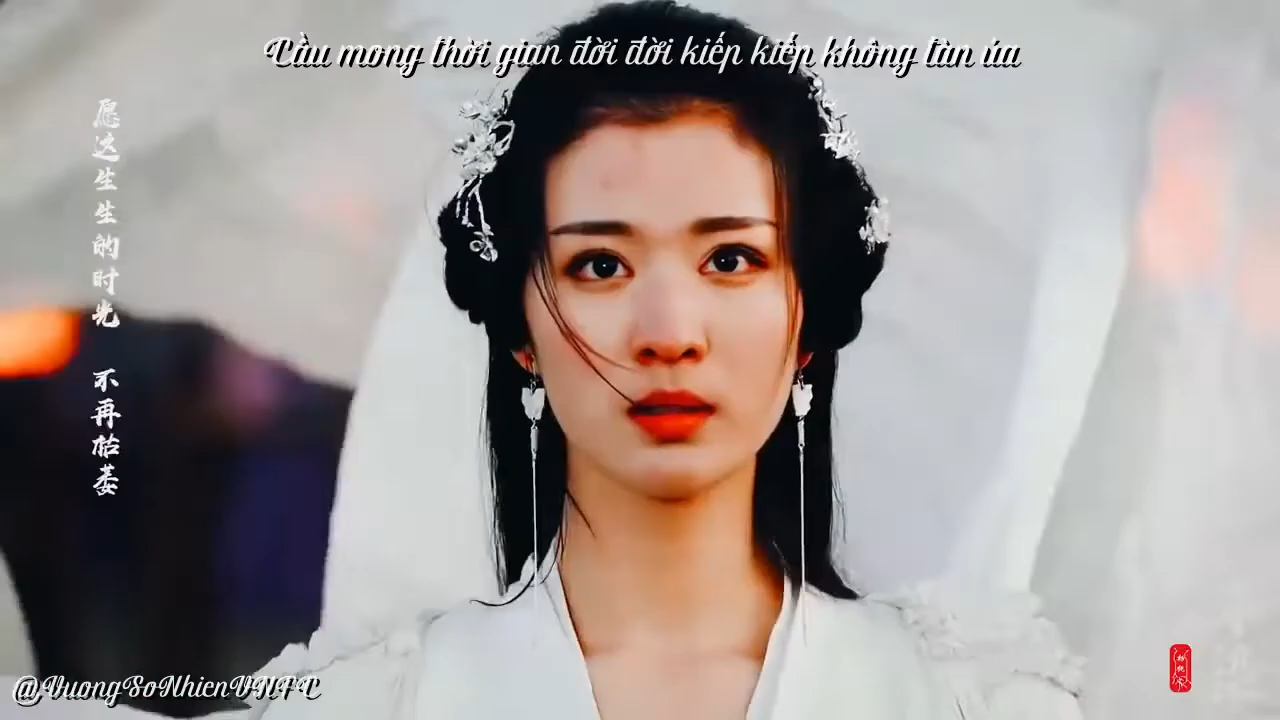 Cầu mong thời gian đời đời kiếp kiếp không tàn úa
愿这生生的时光 不再枯萎
@VuongSoNhienVNFC